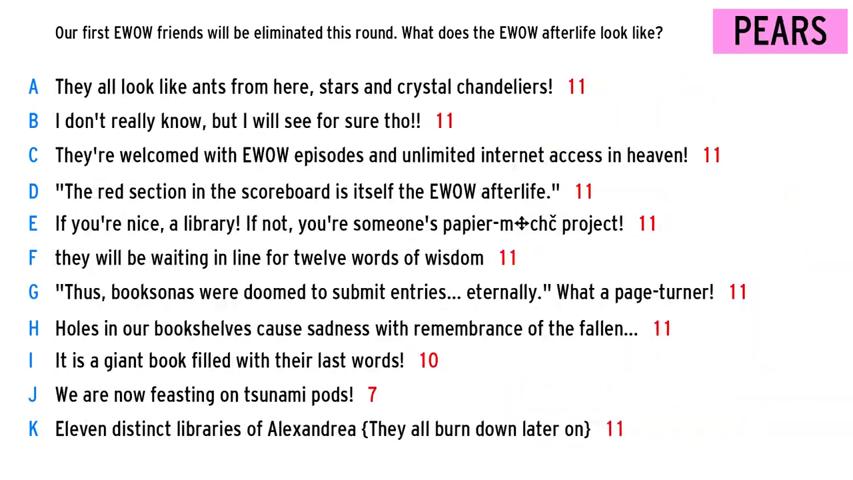 Our first EWOW friends will be eliminated this round. What does the EWOW afterlife look like?
PEARS
A They all look like ants from here, stars and crystal chandeliers! 11
B I don't really know, but I will see for sure tho!! 11
C They're welcomed with EWOW episodes and unlimited internet access in heaven! 11
D "The red section in the scoreboard is itself the EWOW afterlife." 11
E If you're nice, a library! If not, you're someone's papier-m✣chč project! 11
F they will be waiting in line for twelve words of wisdom 11
G "Thus, booksonas were doomed to submit entries... eternally." What a page-turner! 11
H Holes in our bookshelves cause sadness with remembrance of the fallen... 11
I It is a giant book filled with their last words! 10
J We are now feasting on tsunami pods! 7
K Eleven distinct libraries of Alexandrea {They all burn down later on} 11